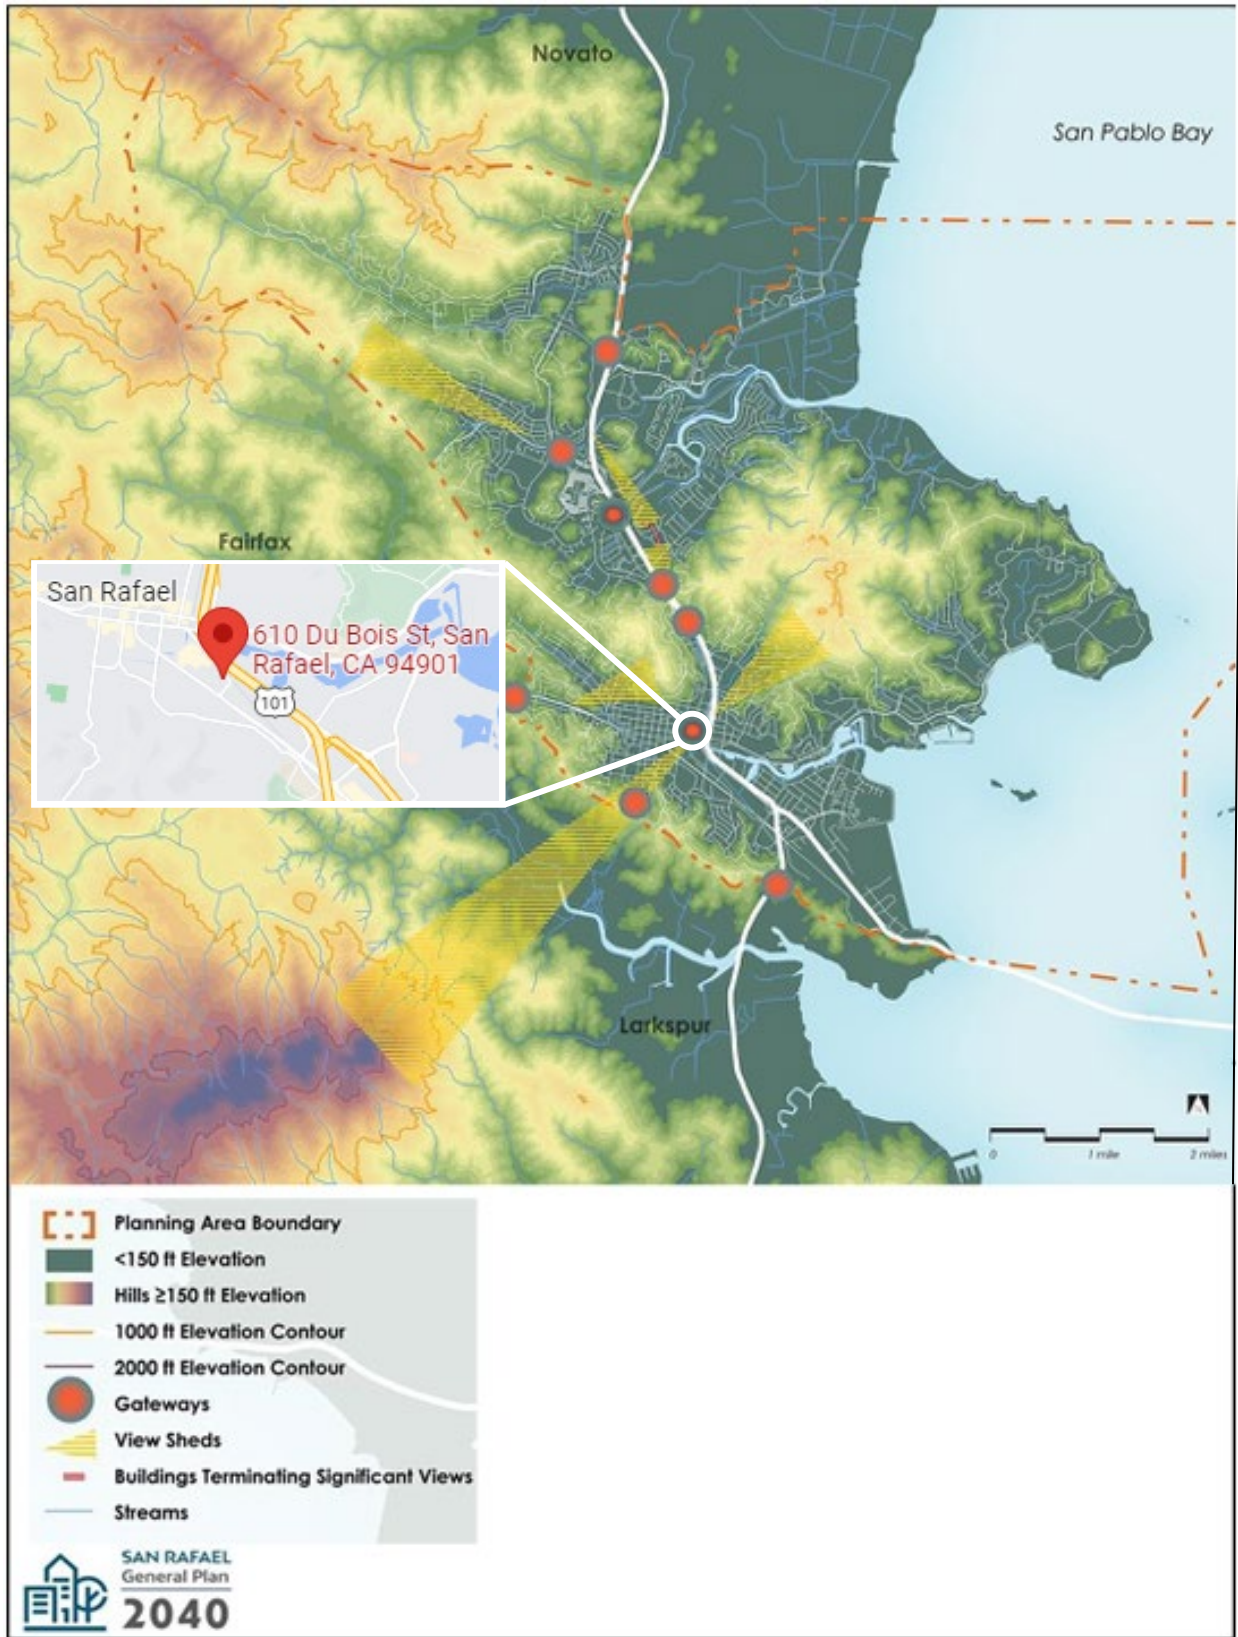 Novato
San Pablo Bay
Fairfax
San Rafael
610 Du Bois St, San
Rafael, CA 94901
101
Larkspur
0 1 mile 2 miles
Planning Area Boundary
<150 ft Elevation
Hills ≥150 ft Elevation
1000 ft Elevation Contour
2000 ft Elevation Contour
Gateways
View Sheds
Buildings Terminating Significant Views
Streams
SAN RAFAEL
General Plan
2040